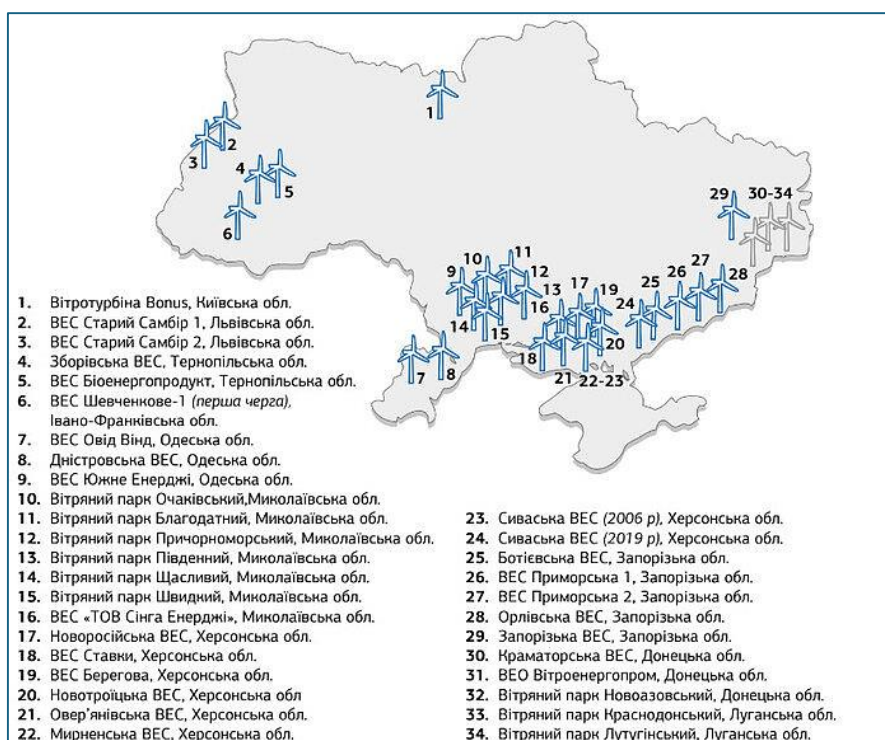 1
2
3
4
5
6
29
30-34
7
8
9
10
11
12
13
14
15
16
17
18
19
20
21
22-23
24
25
26
27
28
1. Вітротурбіна Bonus, Київська обл.
2. ВЕС Старий Самбір 1, Львівська обл.
3. ВЕС Старий Самбір 2, Львівська обл.
4. Зборівська ВЕС, Тернопільська обл.
5. ВЕС Біоенергопродукт, Тернопільська обл.
6. ВЕС Шевченкове-1 (перша черга),
Івано-Франківська обл.
7. ВЕС Овід Вінд, Одеська обл.
8. Дністровська ВЕС, Одеська обл.
9. ВЕС Южне Енерджі, Одеська обл.
10. Вітряний парк Очаківський,Миколаївська обл.
11. Вітряний парк Благодатний, Миколаївська обл.
12. Вітряний парк Причорноморський, Миколаївська обл.
13. Вітряний парк Південний, Миколаївська обл.
14. Вітряний парк Щасливий, Миколаївська обл.
15. Вітряний парк Швидкий, Миколаївська обл.
16. ВЕС «ТОВ Сінга Енерджі», Миколаївська обл.
17. Новоросійська ВЕС, Херсонська обл.
18. ВЕС Ставки, Херсонська обл.
19. ВЕС Берегова, Херсонська обл.
20. Новотроїцька ВЕС, Херсонська обл
21. Овер'янівська ВЕС, Херсонська обл.
22. Мирненська ВЕС, Херсонська обл.
23. Сиваська ВЕС (2006 р), Херсонська обл.
24. Сиваська ВЕС (2019 р), Херсонська обл.
25. Ботієвська ВЕС, Запорізька обл.
26. ВЕС Приморська 1, Запорізька обл.
27. ВЕС Приморська 2, Запорізька обл.
28. Орлівська ВЕС, Запорізька обл.
29. Запорізька ВЕС, Запорізька обл.
30. Краматорська ВЕС, Донецька обл.
31. ВЕО Вітроенергопром, Донецька обл.
32. Вітряний парк Новоазовський, Донецька обл.
33. Вітряний парк Краснодонський, Луганська обл.
34. Вітряний парк Лутугінський, Луганська обл.